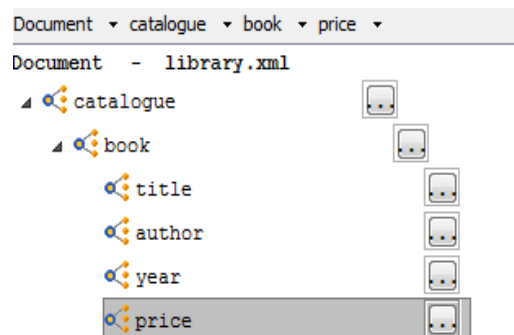 Document catalogue book price
Document - library.xml
catalogue ...
book ...
title ...
author ...
year ...
price ...